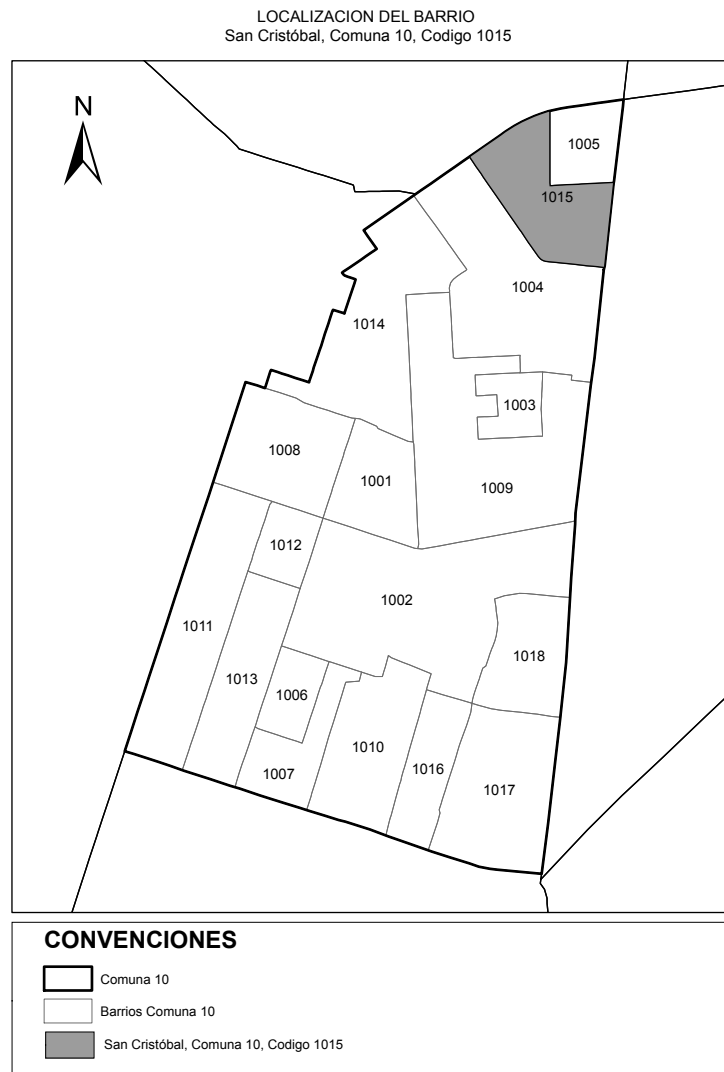 LOCALIZACION DEL BARRIO
San Cristóbal, Comuna 10, Codigo 1015
N
1005
1015
1004
1014
1003
1008
1001
1009
1012
1002
1011
1018
1013
1006
1010
1016
1007
1017
CONVENCIONES
Comuna 10
Barrios Comuna 10
San Cristóbal, Comuna 10, Codigo 1015